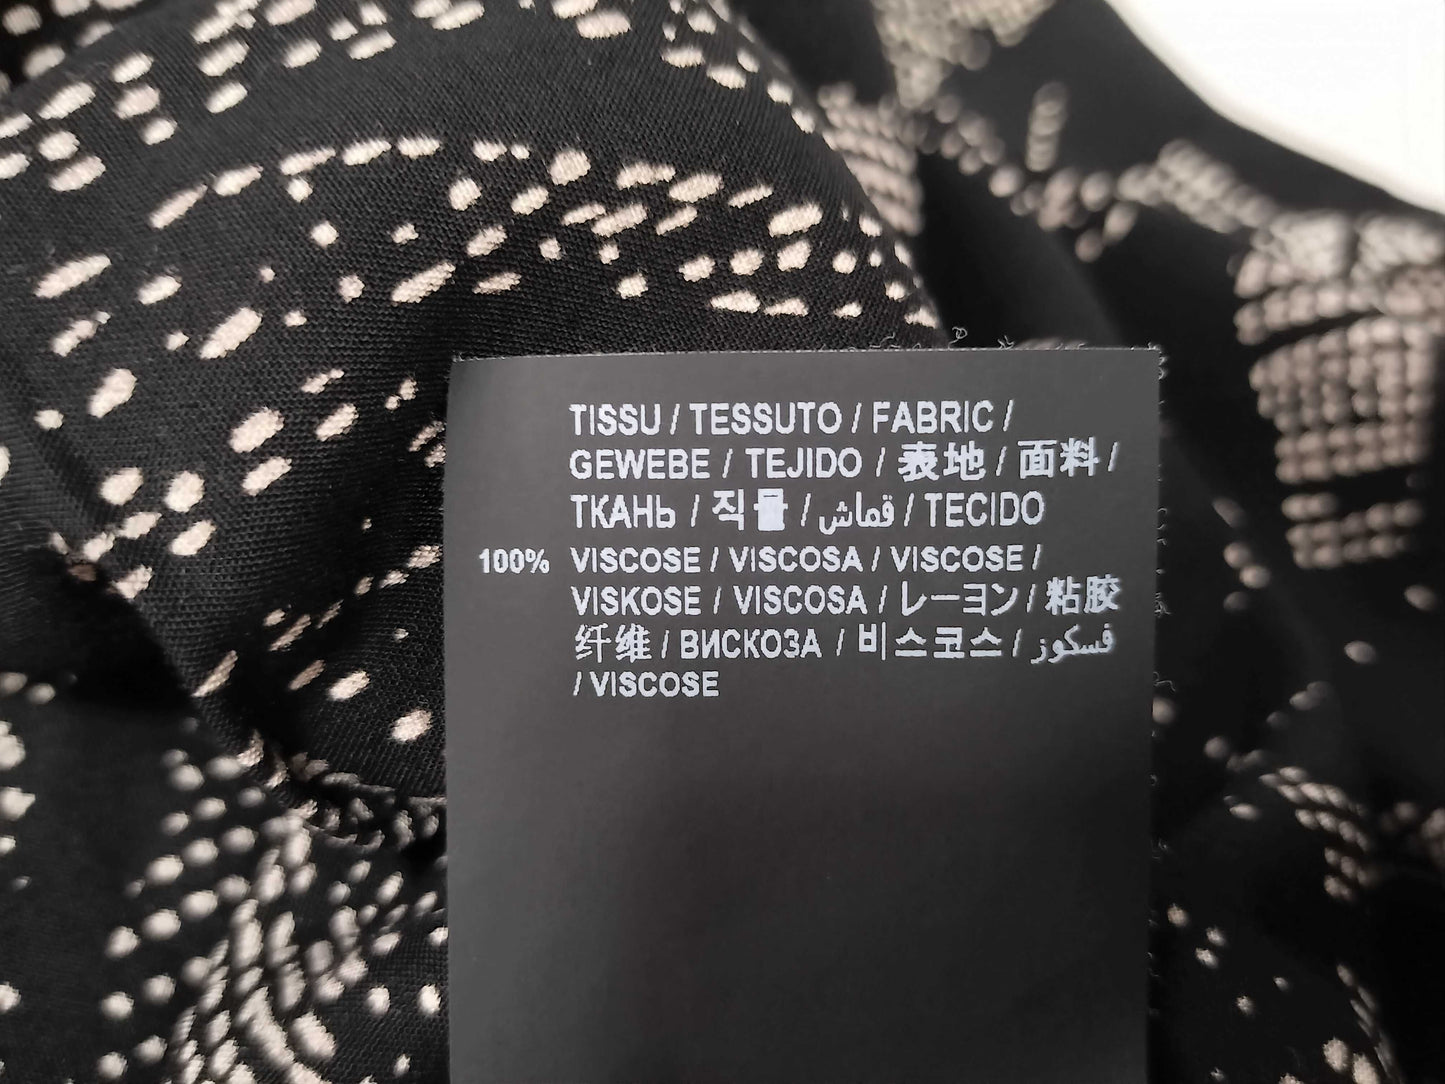 TISSU / TESSUTO / FABRIC /
GEWEBE / TEJIDO / 表地 / 面料 /
ТКАНЬ / 직물 / قماش / TECIDO
100% VISCOSE / VISCOSA / VISCOSE /
VISKOSE / VISCOSA / レーヨン / 粘胶
纤维 / ВИСКОЗА / 비스코스 / فسكوز
/ VISCOSE